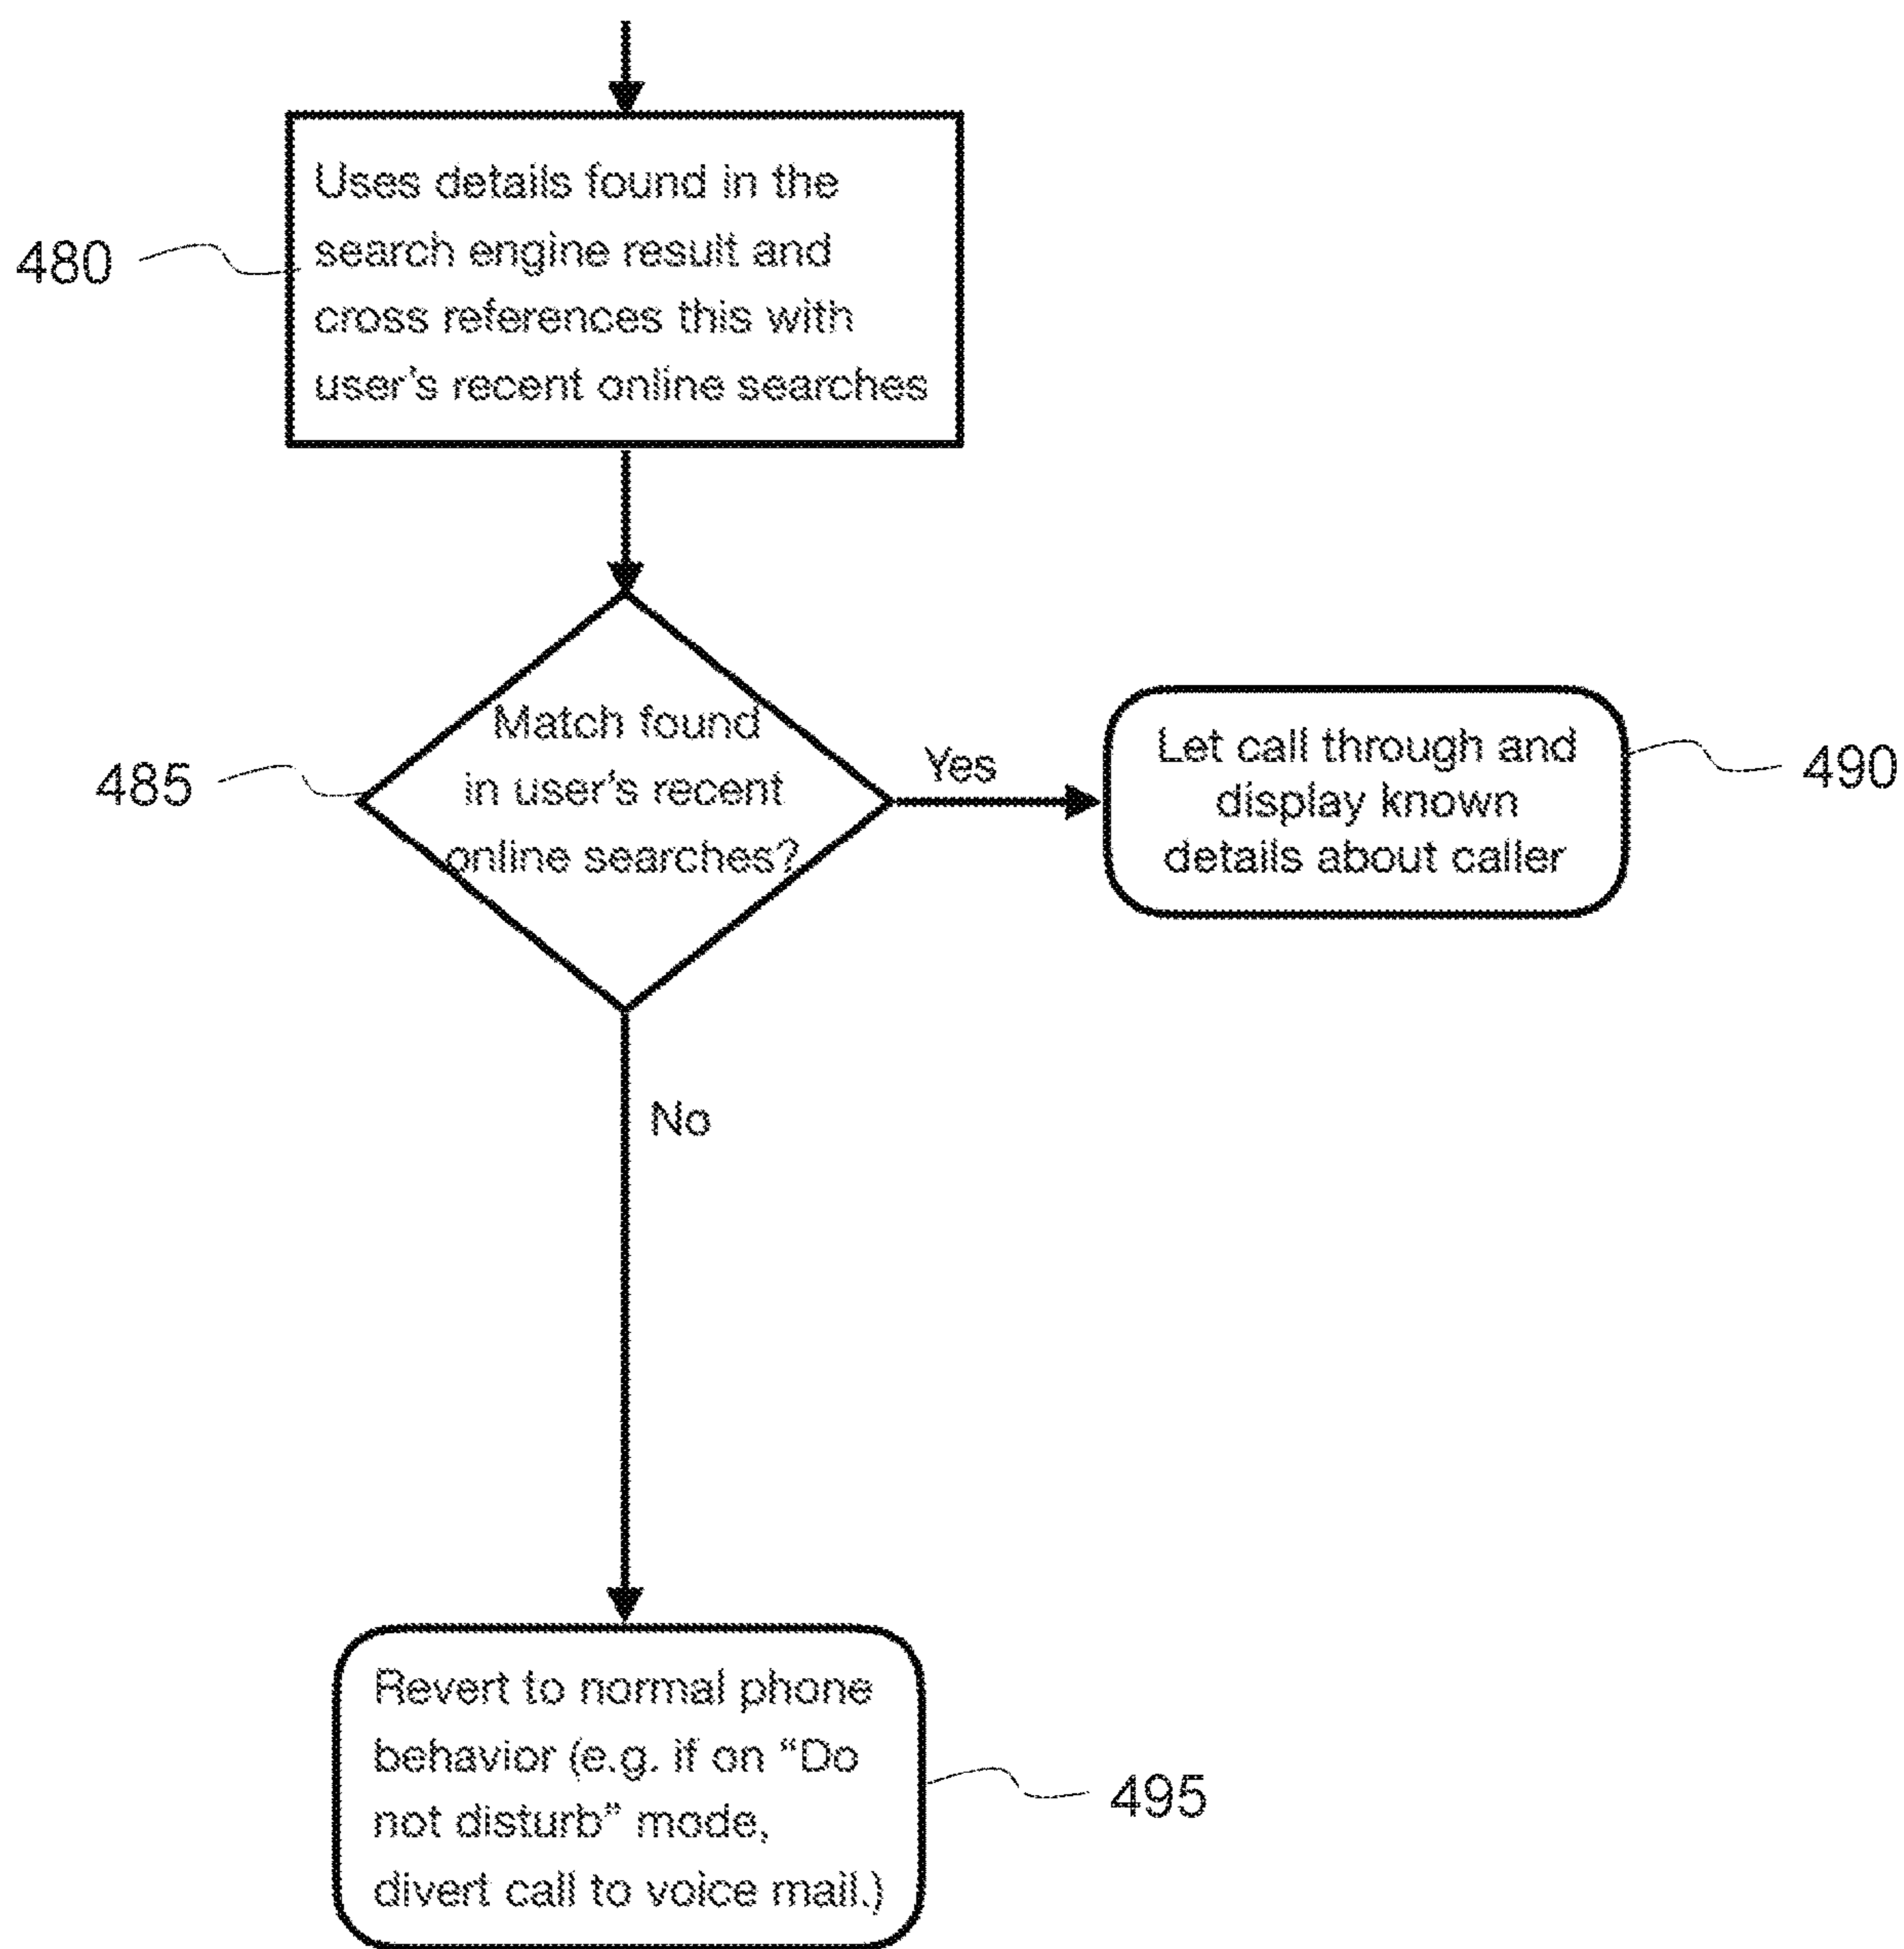 480
Uses details found in the
search engine result and
cross references this with
user's recent online searches
485
Match found
in user's recent
online searches?
Yes
Let call through and
display known
details about caller
490
No
Revert to normal phone
behavior (e.g. if on “Do
not disturb” mode,
divert call to voice mail.)
495